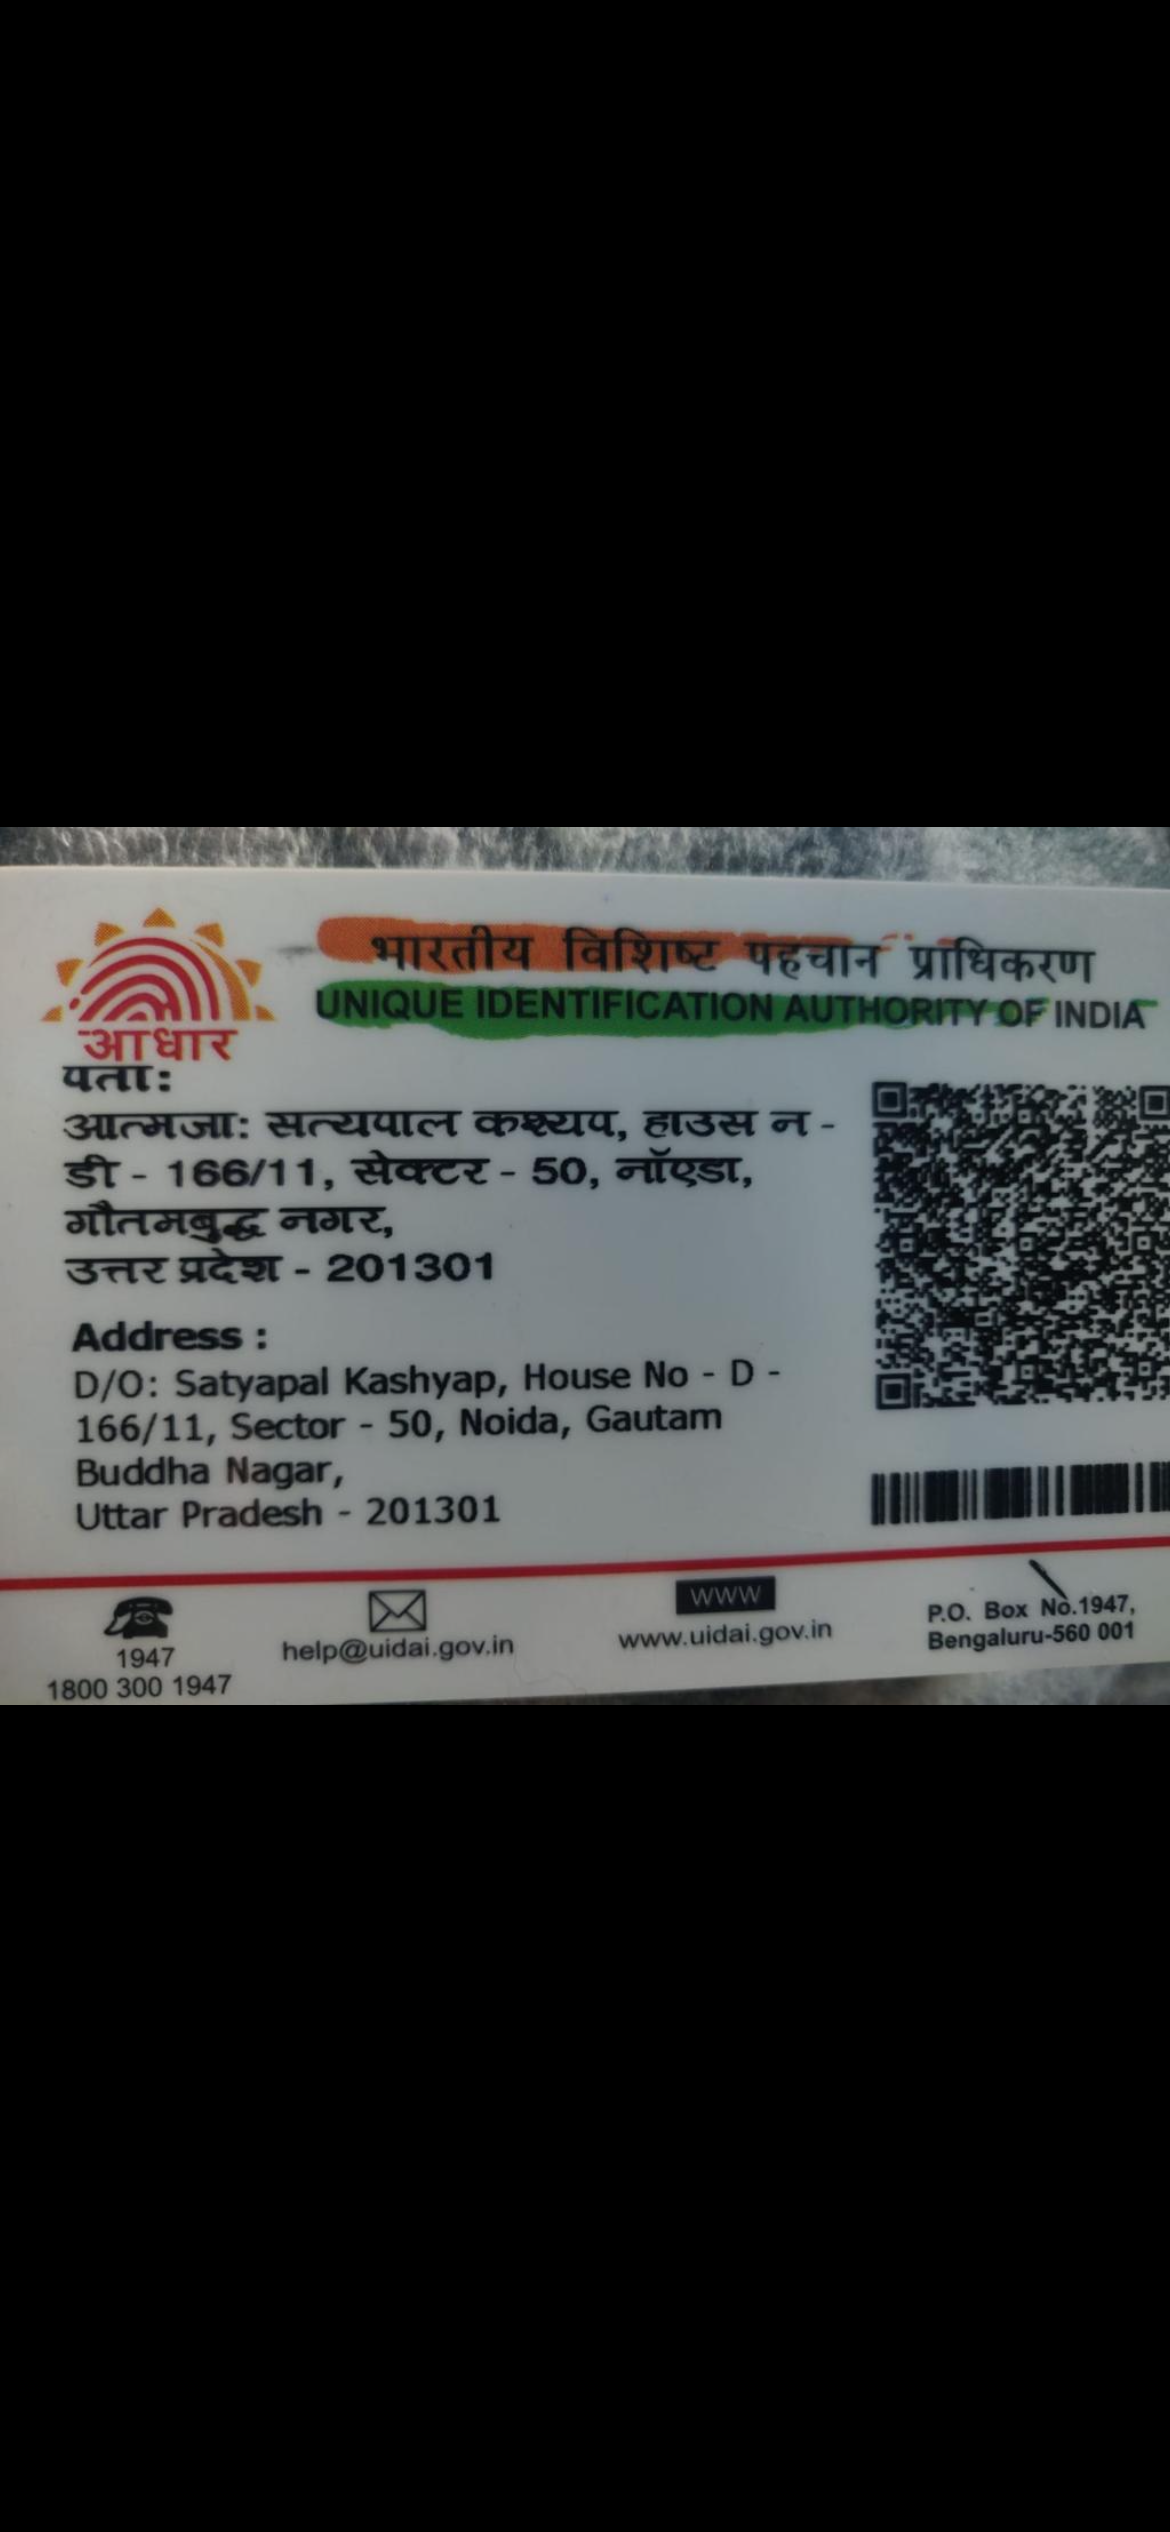 भारतीय विशिष्ट पहचान प्राधिकरण
UNIQUE IDENTIFICATION AUTHORITY OF INDIA
आधार
पता:
आत्मजा: सत्यपाल कश्यप, हाउस न -
डी - 166/11, सेक्टर - 50, नॉएडा,
गौतमबुद्ध नगर,
उत्तर प्रदेश - 201301
Address :
D/O: Satyapal Kashyap, House No - D -
166/11, Sector - 50, Noida, Gautam
Buddha Nagar,
Uttar Pradesh - 201301
1947
1800 300 1947
help@uidai.gov.in
WWW
www.uidai.gov.in
P.O. Box No.1947,
Bengaluru-560 001